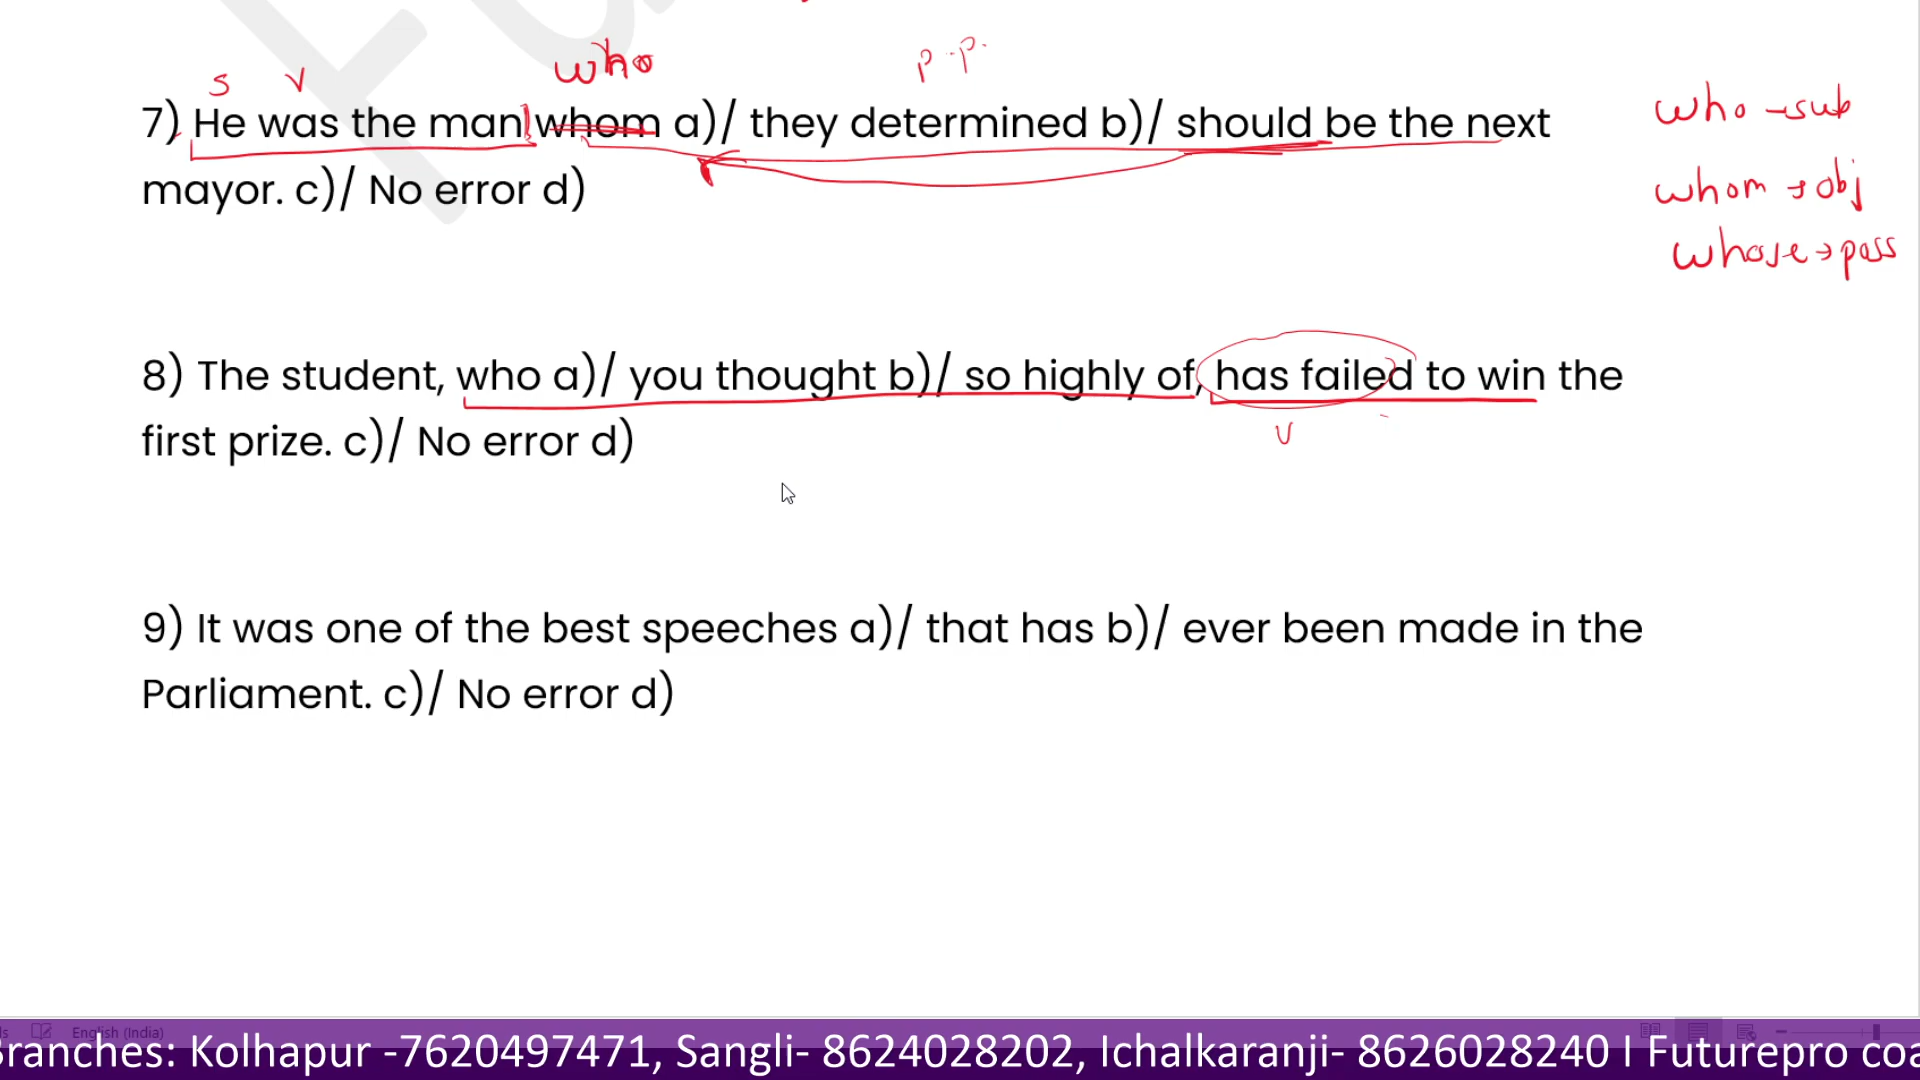 who p.p.
s v
who → sub
7) He was the man whom a)/ they determined b)/ should be the next
mayor. c)/ No error d)
whom → obj
whose → poss
8) The student, who a)/ you thought b)/ so highly of, has failed to win the
v
first prize. c)/ No error d)
9) It was one of the best speeches a)/ that has b)/ ever been made in the
Parliament. c)/ No error d)
English (India)
Branches: Kolhapur -7620497471, Sangli- 8624028202, Ichalkaranji- 8626028240 I Futurepro coa